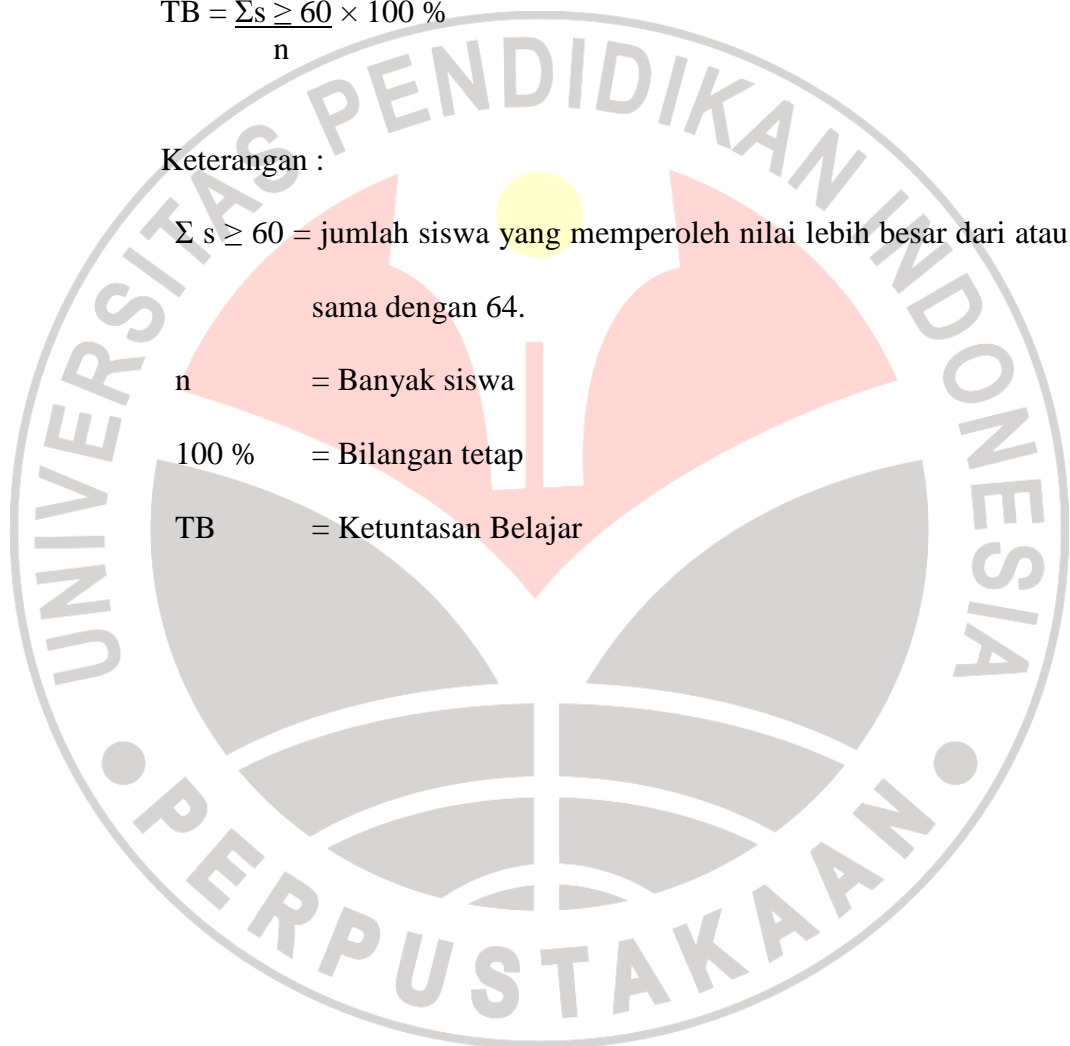 TB = Σs ≥ 60 × 100 %
n
Keterangan :
Σ s ≥ 60 = jumlah siswa yang memperoleh nilai lebih besar dari atau
sama dengan 64.
n = Banyak siswa
100 % = Bilangan tetap
TB = Ketuntasan Belajar
UNIVERSITAS PENDIDIKAN INDONESIA
PERPUSTAKAAN